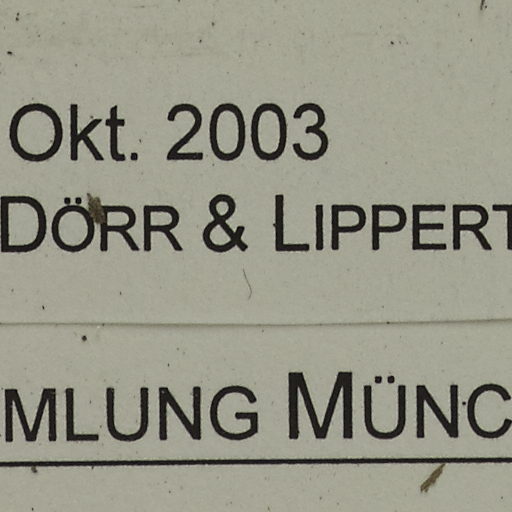 Okt. 2003
DÖRR & LIPPERT
MLUNG MÜNC